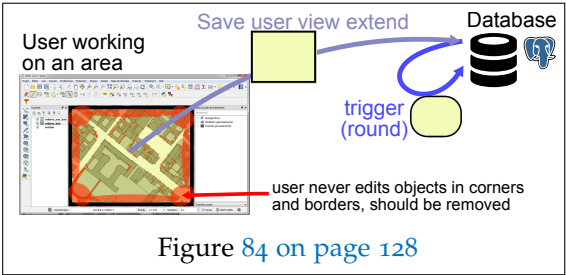 Save user view extend
Database
User working
on an area
trigger
(round)
user never edits objects in corners
and borders, should be removed
Figure 84 on page 128